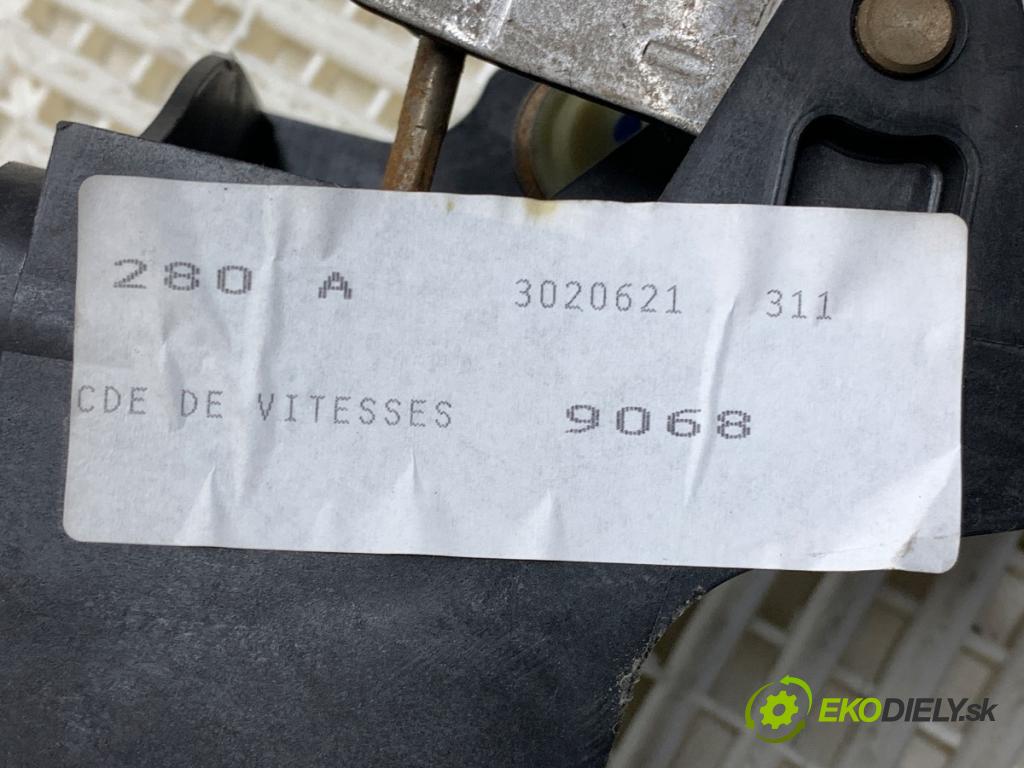 280 A 3020621 311
CDE DE VITESSES 9068
EKODIELY.sk